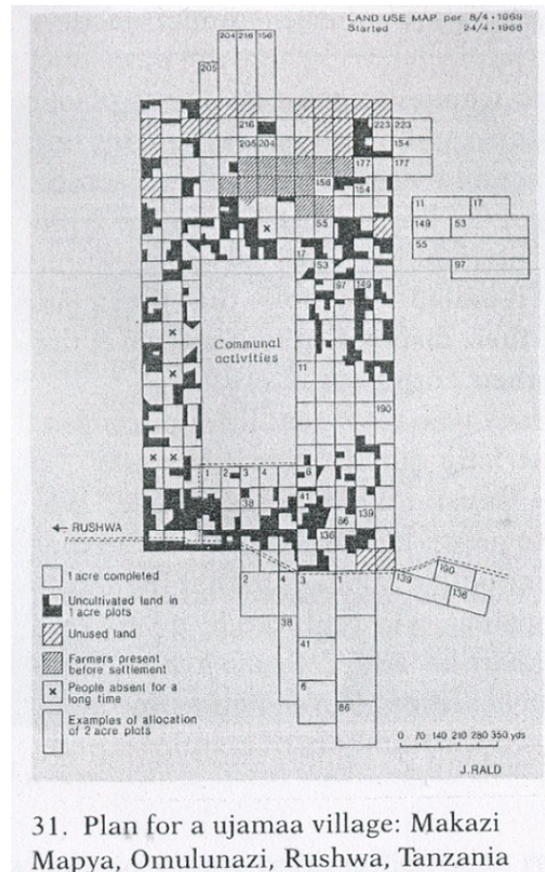 LAND USE MAP per 8/4 · 1969
Started 24/4 · 1968
204 216 156
205
216
223 223
205 204
154
177 177
156
154
11 17
55
149 53
55
17
53
97
97 149
Communal
activities
11
190
1 2 3 4 6
38 41
86 139
136
← RUSHWA
2 4 3 1
139 190 136
38
41
6
86
1 acre completed
Uncultivated land in
1 acre plots
Unused land
Farmers present
before settlement
People absent for a
long time
Examples of allocation
of 2 acre plots
0 70 140 210 280 350 yds
J. RALD
31. Plan for a ujamaa village: Makazi
Mapya, Omulunazi, Rushwa, Tanzania